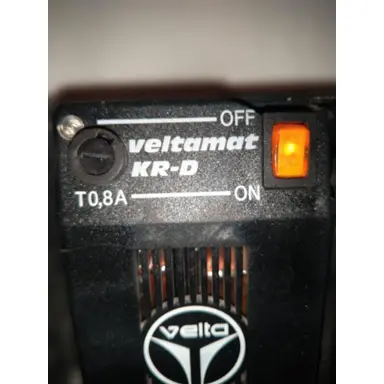 OFF
veltamat
KR-D
T0,8A
ON
velta